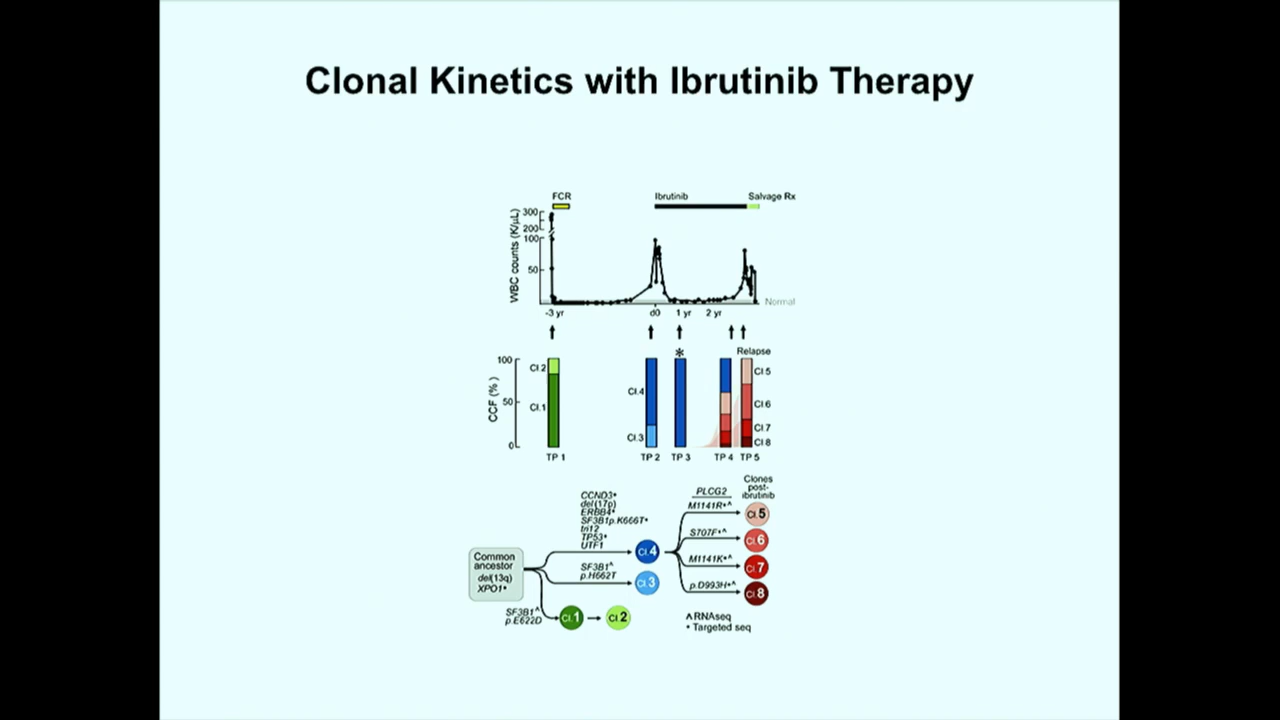 Clonal Kinetics with Ibrutinib Therapy
FCR
Ibrutinib
Salvage Rx
WBC counts (K/µL)
300
200
100
50
Normal
-3 yr
d0
1 yr
2 yr
*
Relapse
CCF (%)
100
50
0
Cl.2
Cl.1
Cl.4
Cl.3
Cl 5
Cl.6
Cl.7
Cl 8
TP 1
TP 2
TP 3
TP 4
TP 5
Common
ancestor
del(13q)
XPO1*
CCND3*
del(17p)
ERBB4*
SF3B1p.K666T*
tri12
TP53*
UTF1
SF3B1^
p.H662T
SF3B1^
p.E622D
Cl.4
Cl.3
Cl.1
Cl.2
PLCG2
M1141R*^
S707F*^
M1141K*^
p.D993H*^
Clones
post-
ibrutinib
Cl.5
Cl.6
Cl.7
Cl.8
^ RNAseq
* Targeted seq